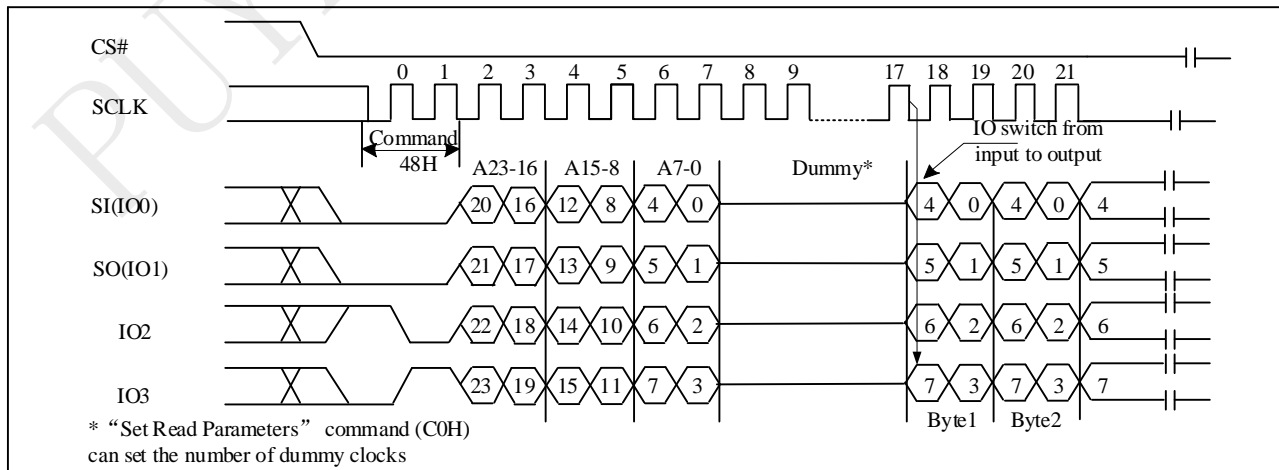 PUY
CS#
0 1 2 3 4 5 6 7 8 9 17 18 19 20 21
SCLK
Command
48H
IO switch from
input to output
A23-16 A15-8 A7-0 Dummy*
SI(IO0) 20 16 12 8 4 0 4 0 4 0 4
SO(IO1) 21 17 13 9 5 1 5 1 5 1 5
IO2 22 18 14 10 6 2 6 2 6 2 6
IO3 23 19 15 11 7 3 7 3 7 3 7
Byte1 Byte2
* “Set Read Parameters” command (C0H)
can set the number of dummy clocks